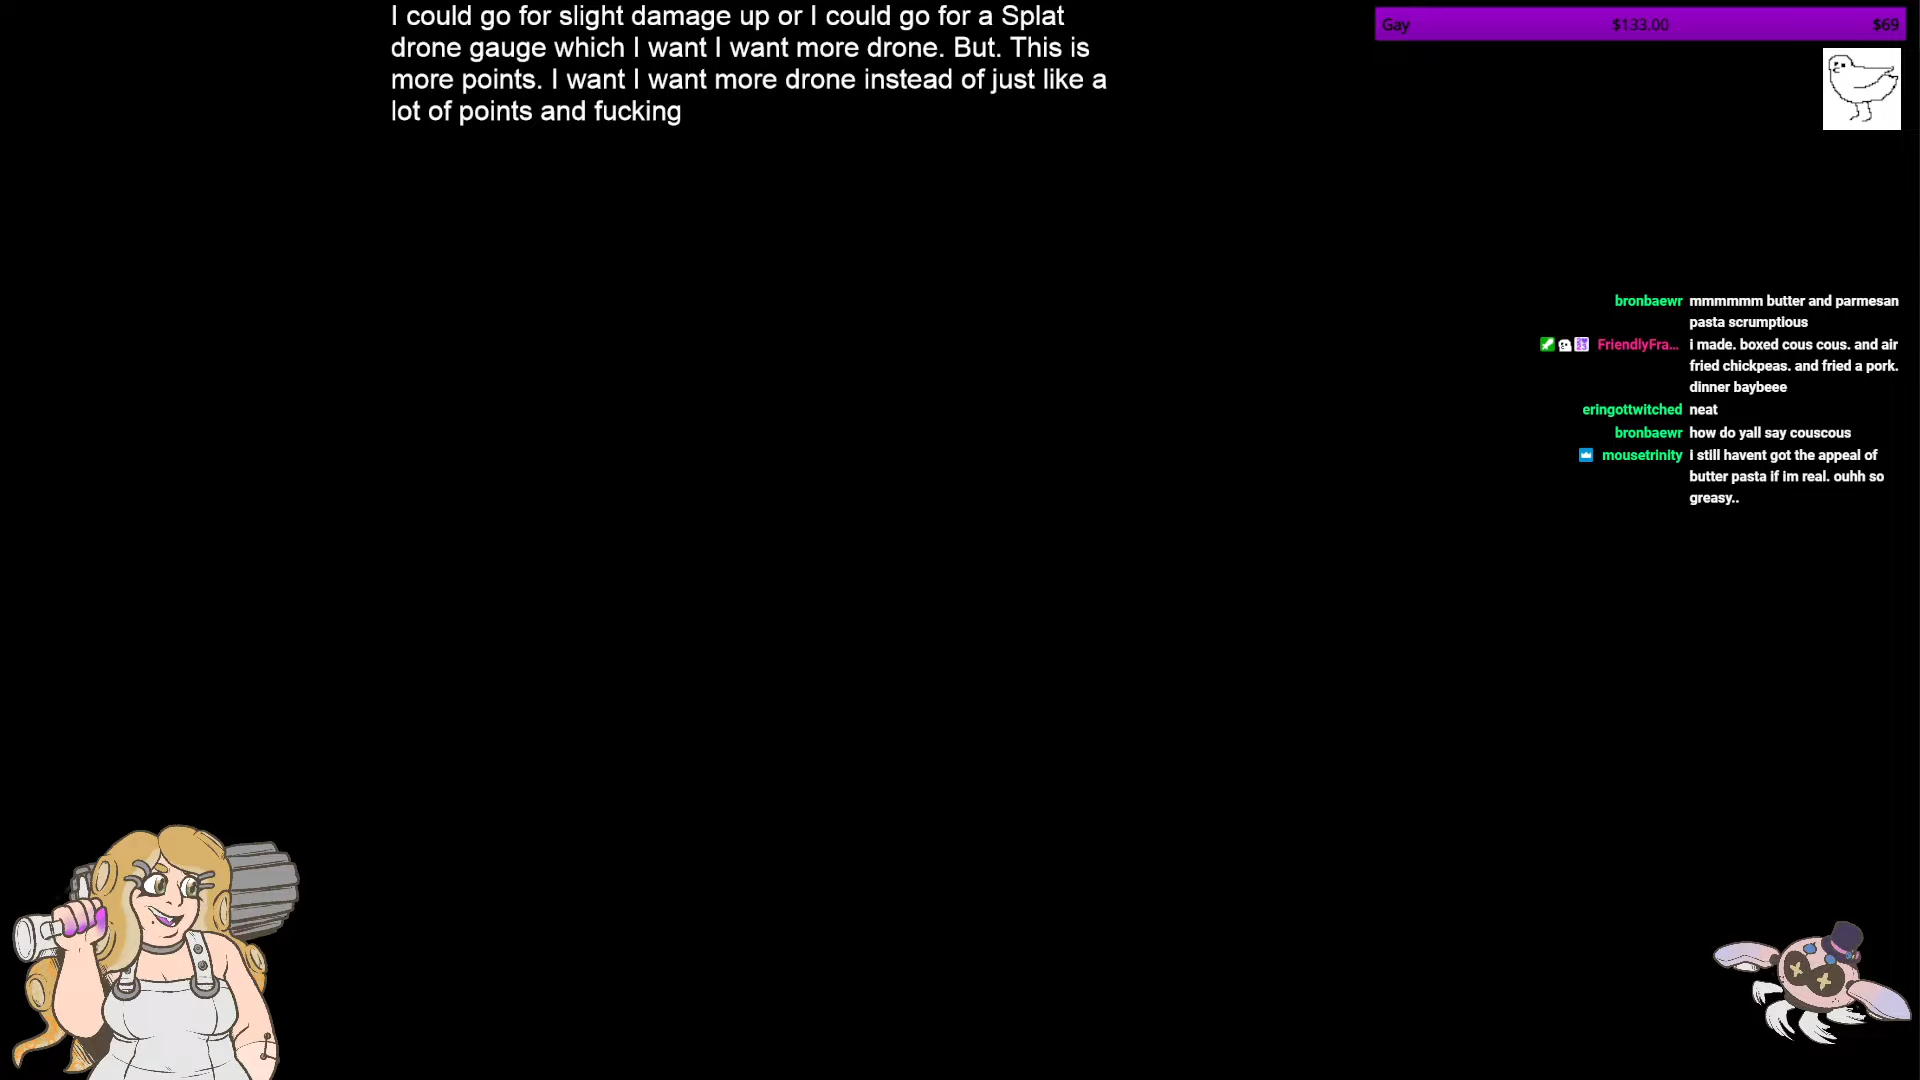 I could go for slight damage up or I could go for a Splat
drone gauge which I want I want more drone. But. This is
more points. I want I want more drone instead of just like a
lot of points and fucking
Gay $133.00 $69
bronbaewr mmmmmm butter and parmesan
pasta scrumptious
FriendlyFra... i made. boxed cous cous. and air
fried chickpeas. and fried a pork.
dinner baybeee
eringottwitched neat
bronbaewr how do yall say couscous
mousetrinity i still havent got the appeal of
butter pasta if im real. ouhh so
greasy..